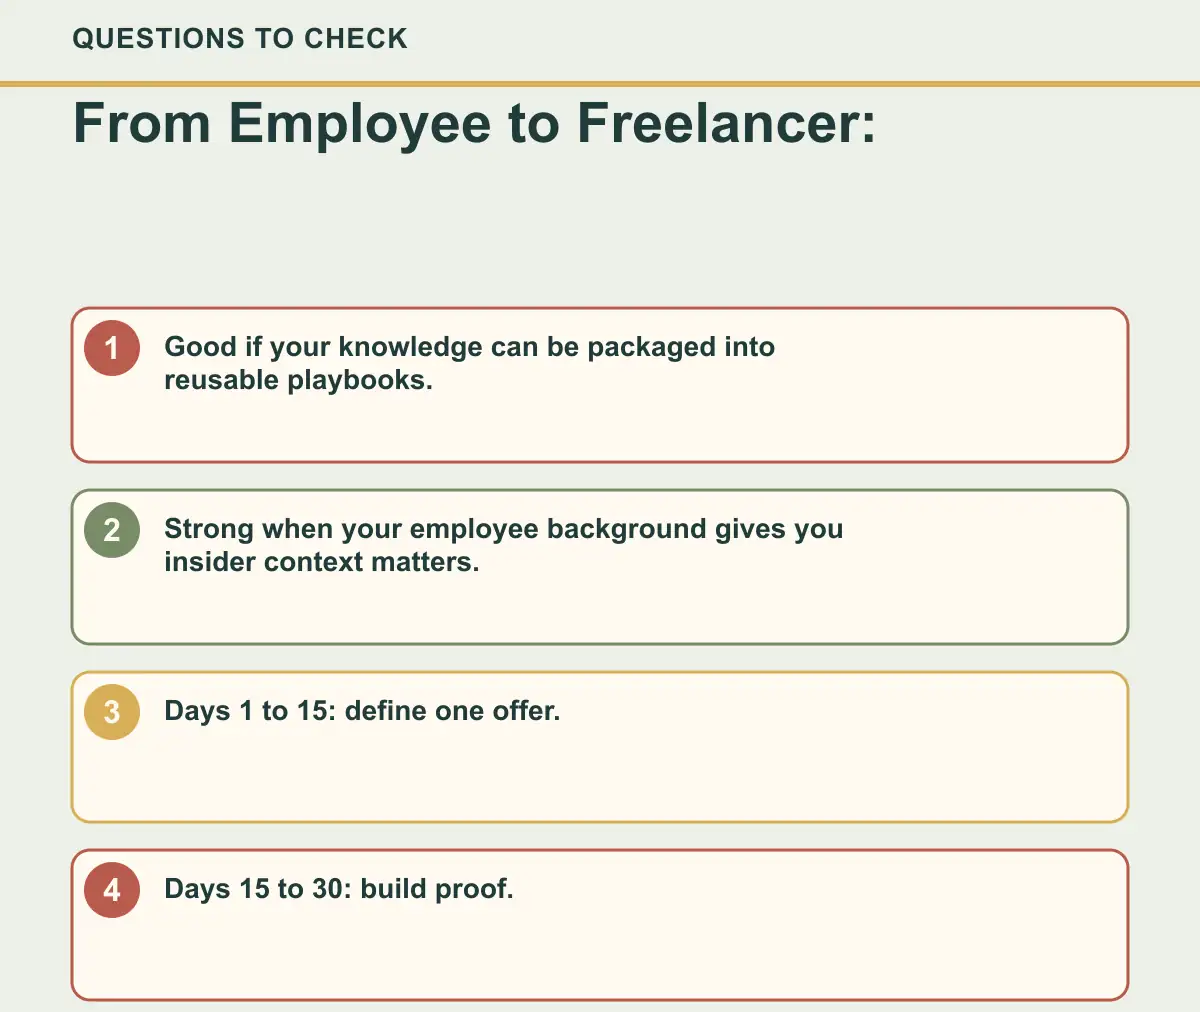 QUESTIONS TO CHECK
From Employee to Freelancer:
1
Good if your knowledge can be packaged into
reusable playbooks.
2
Strong when your employee background gives you
insider context matters.
3
Days 1 to 15: define one offer.
4
Days 15 to 30: build proof.